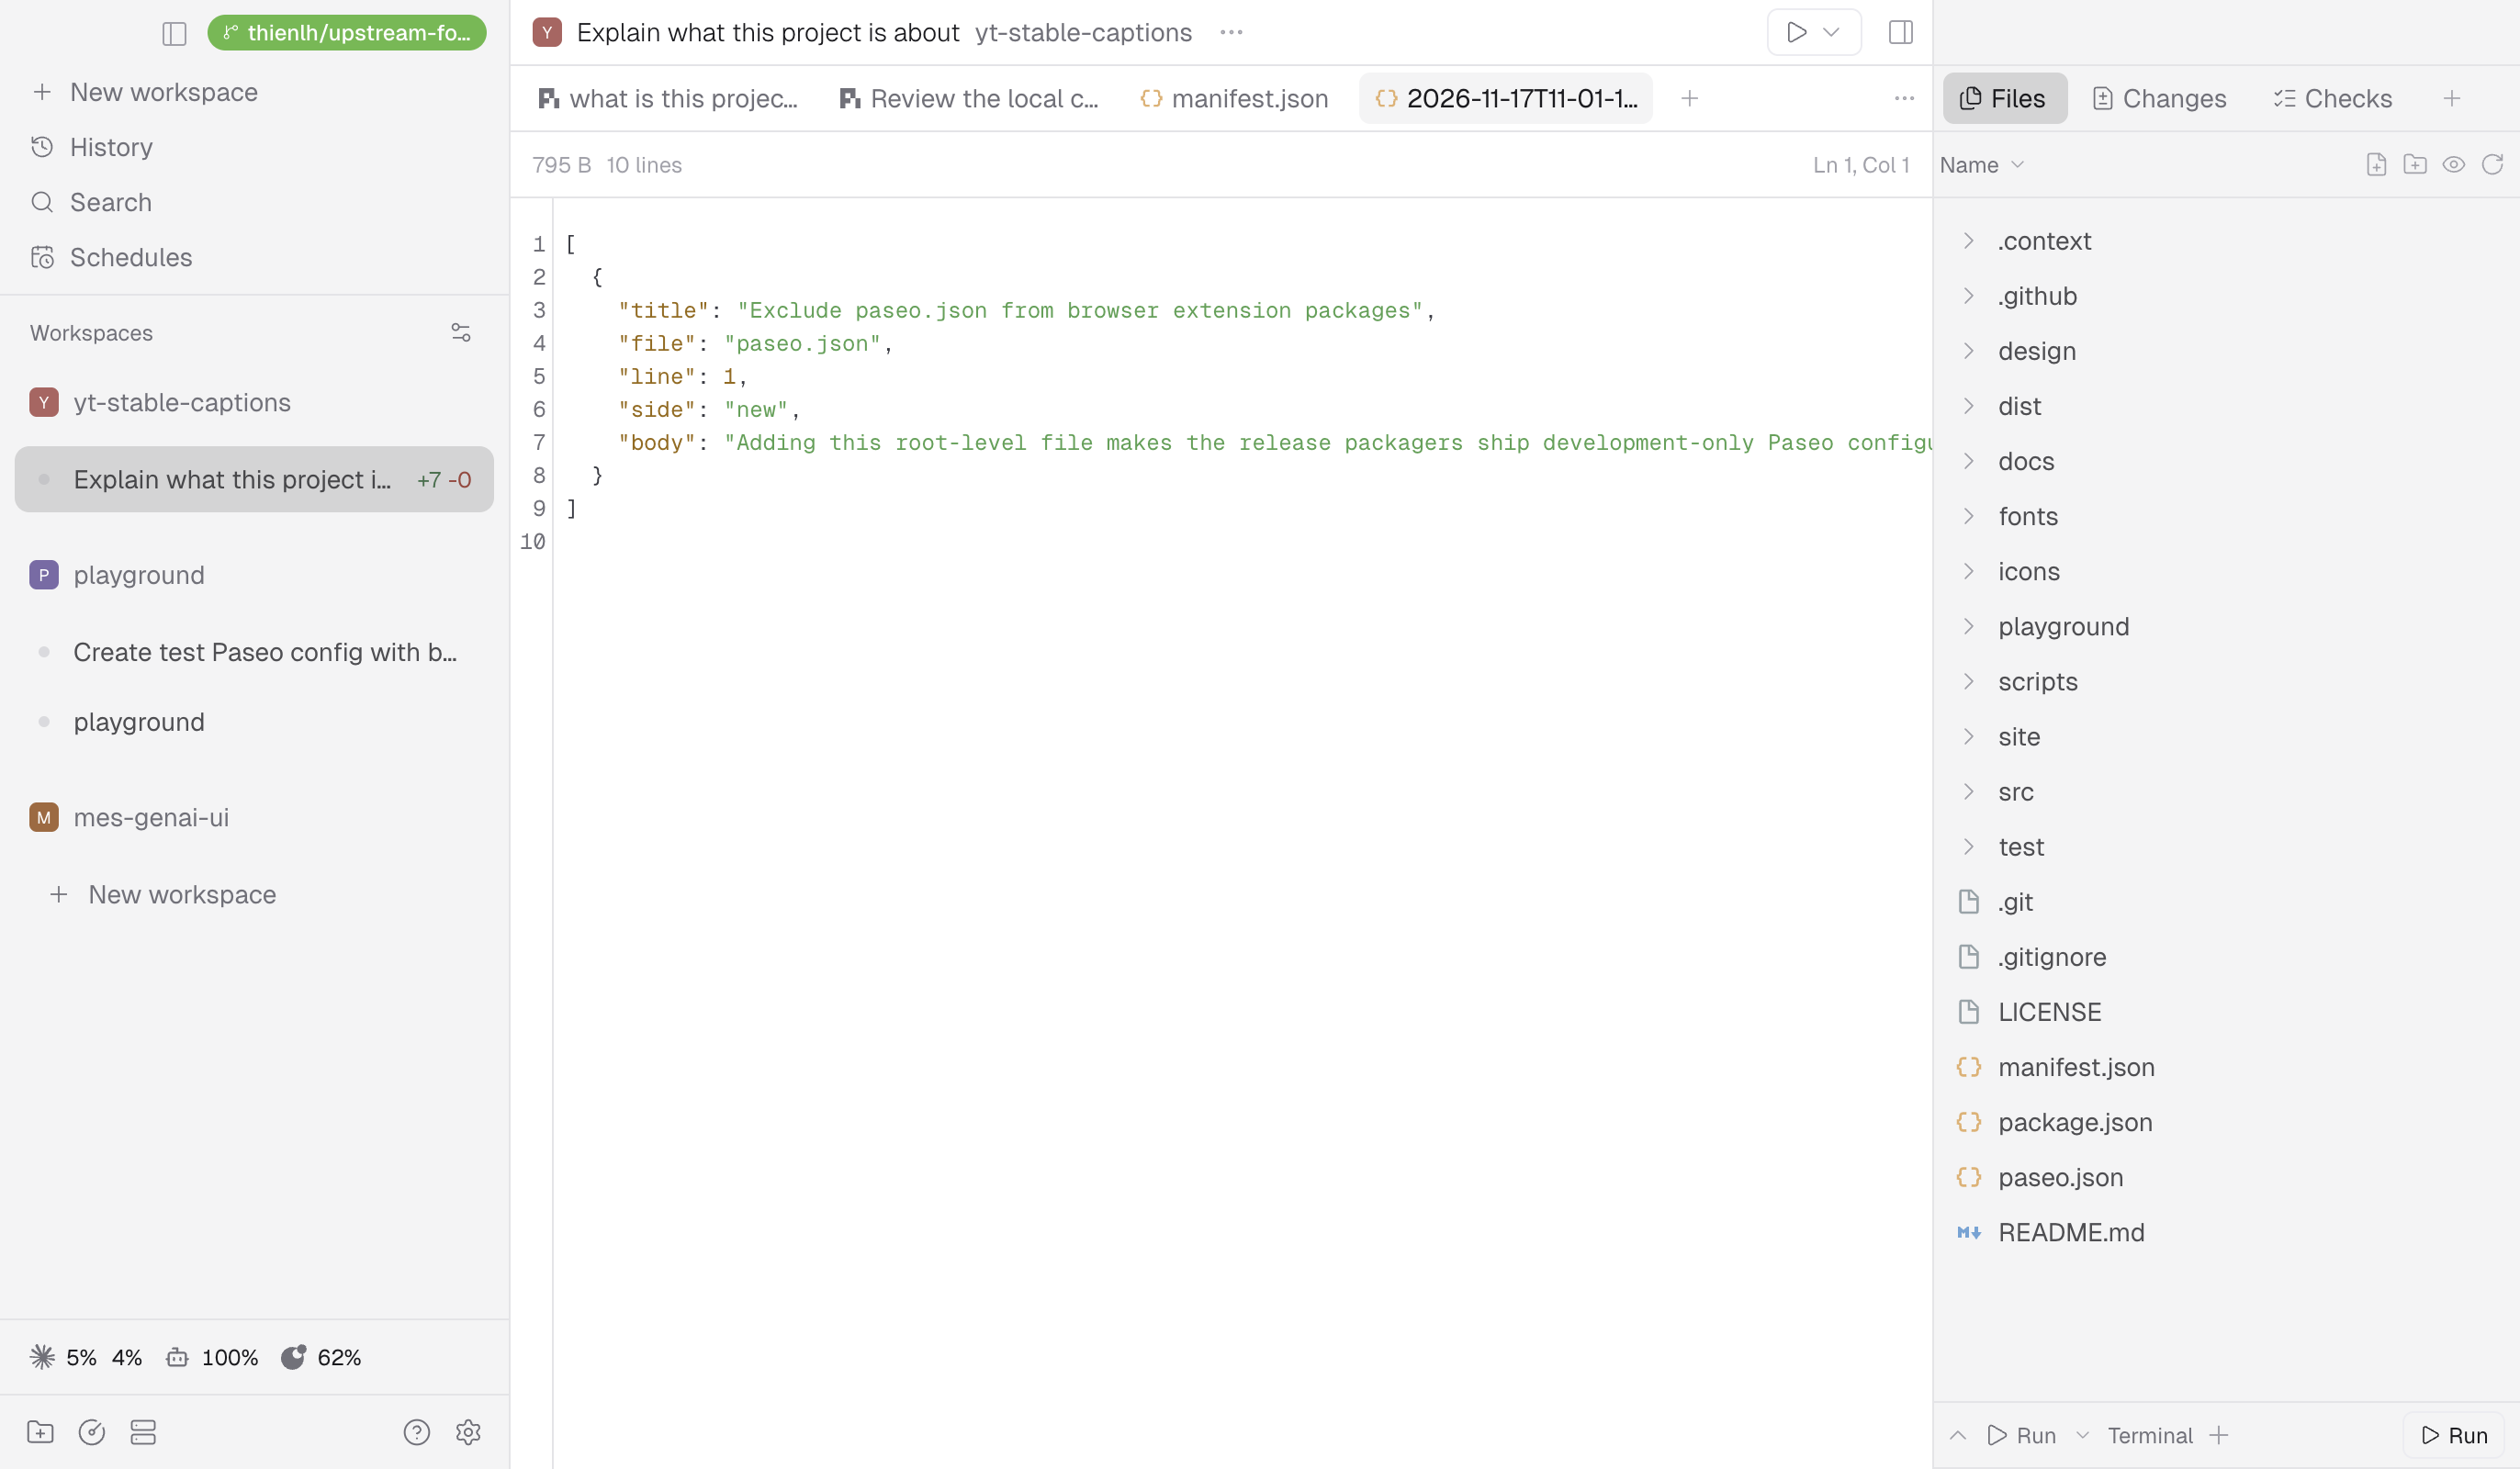 thienlh/upstream-fo...
New workspace
History
Search
Schedules
Workspaces
Y yt-stable-captions
Explain what this project i... +7 -0
P playground
Create test Paseo config with b...
playground
M mes-genai-ui
New workspace
5% 4% 100% 62%
Y Explain what this project is about yt-stable-captions
what is this projec... Review the local c... {} manifest.json {} 2026-11-17T11-01-1...
795 B 10 lines Ln 1, Col 1
1 [
2 {
3 "title": "Exclude paseo.json from browser extension packages",
4 "file": "paseo.json",
5 "line": 1,
6 "side": "new",
7 "body": "Adding this root-level file makes the release packagers ship development-only Paseo configu
8 }
9 ]
10
Files Changes Checks
Name
.context
.github
design
dist
docs
fonts
icons
playground
scripts
site
src
test
.git
.gitignore
LICENSE
{} manifest.json
{} package.json
{} paseo.json
M README.md
Run Terminal Run